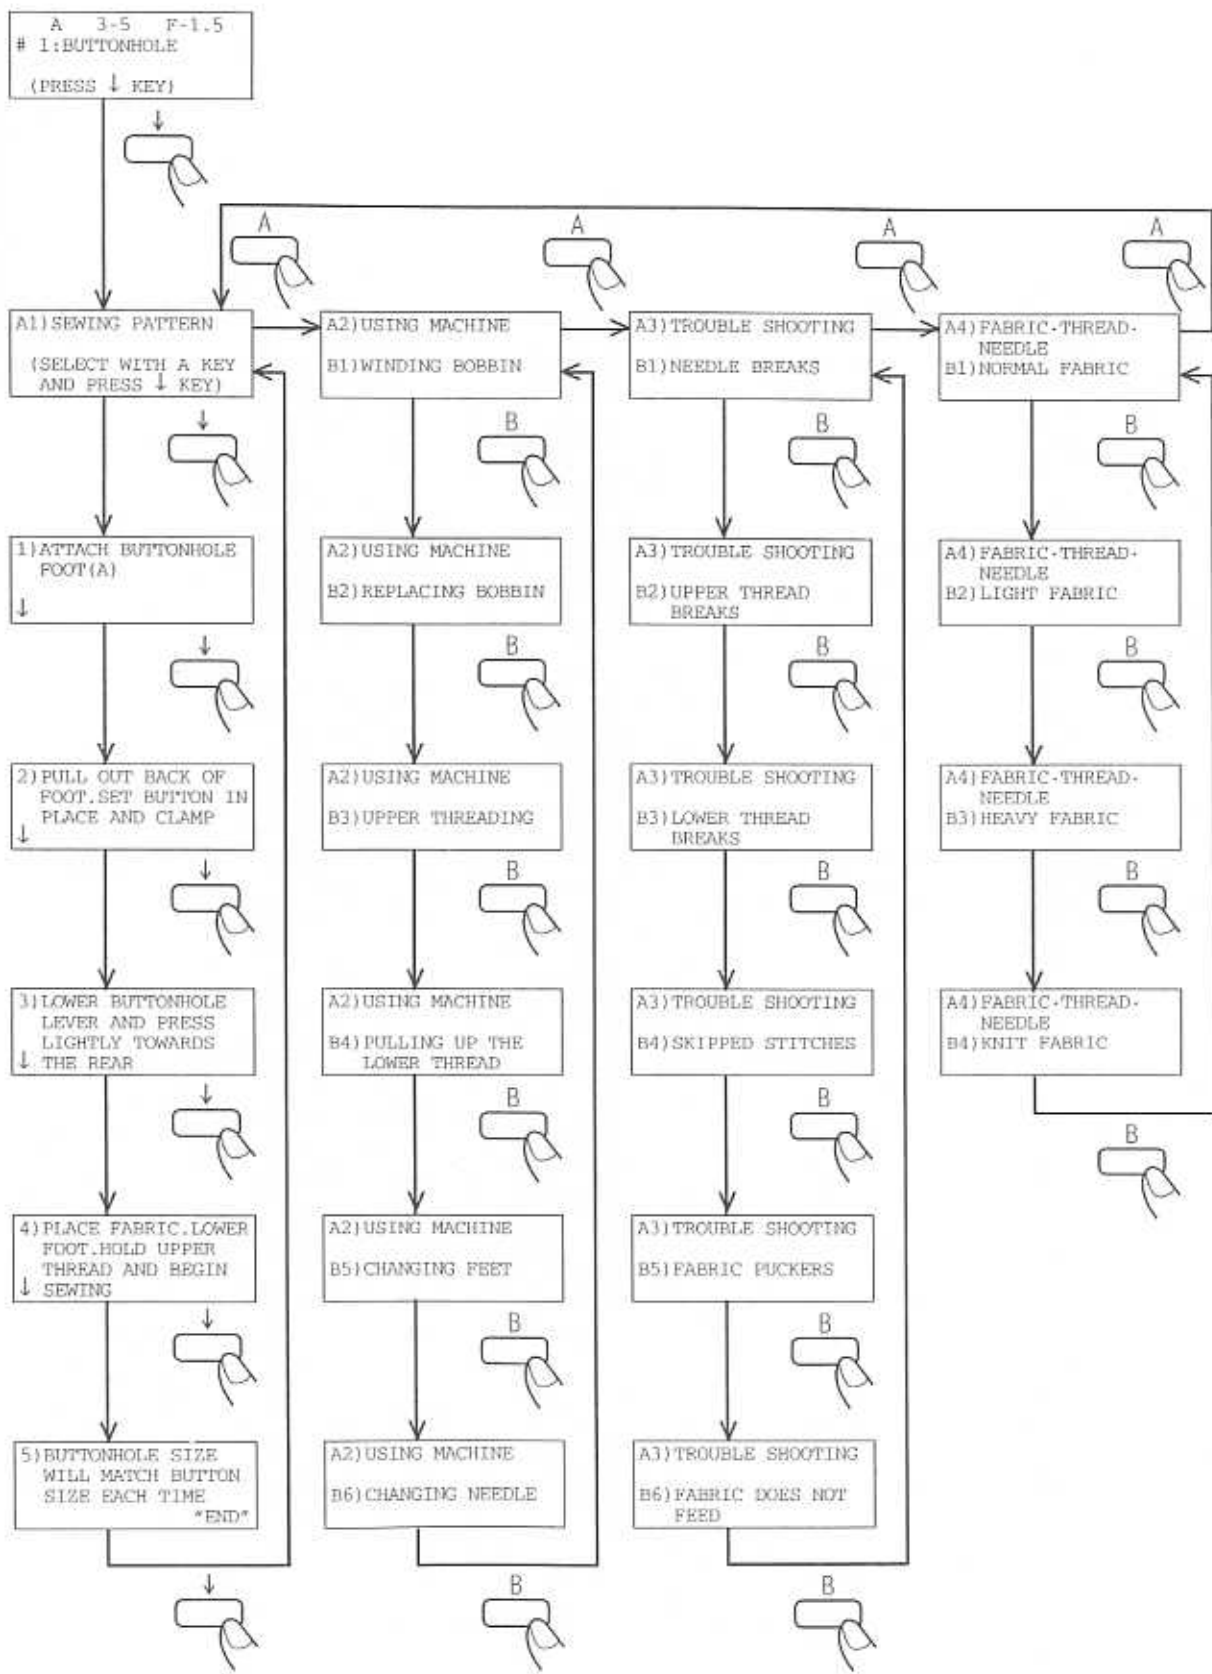 A 3-5 F-1.5
# 1:BUTTONHOLE
(PRESS ↓ KEY)
↓
A
A
A
A
A1)SEWING PATTERN
(SELECT WITH A KEY
AND PRESS ↓ KEY)
A2)USING MACHINE
B1)WINDING BOBBIN
A3)TROUBLE SHOOTING
B1)NEEDLE BREAKS
A4)FABRIC-THREAD-
NEEDLE
B1)NORMAL FABRIC
↓
B
B
B
1)ATTACH BUTTONHOLE
FOOT(A)
↓
A2)USING MACHINE
B2)REPLACING BOBBIN
A3)TROUBLE SHOOTING
B2)UPPER THREAD
BREAKS
A4)FABRIC-THREAD-
NEEDLE
B2)LIGHT FABRIC
↓
B
B
B
2)PULL OUT BACK OF
FOOT.SET BUTTON IN
PLACE AND CLAMP
↓
A2)USING MACHINE
B3)UPPER THREADING
A3)TROUBLE SHOOTING
B3)LOWER THREAD
BREAKS
A4)FABRIC-THREAD-
NEEDLE
B3)HEAVY FABRIC
↓
B
B
B
3)LOWER BUTTONHOLE
LEVER AND PRESS
LIGHTLY TOWARDS
↓ THE REAR
A2)USING MACHINE
B4)PULLING UP THE
LOWER THREAD
A3)TROUBLE SHOOTING
B4)SKIPPED STITCHES
A4)FABRIC-THREAD-
NEEDLE
B4)KNIT FABRIC
↓
B
B
B
4)PLACE FABRIC.LOWER
FOOT.HOLD UPPER
THREAD AND BEGIN
↓ SEWING
A2)USING MACHINE
B5)CHANGING FEET
A3)TROUBLE SHOOTING
B5)FABRIC PUCKERS
↓
B
B
5)BUTTONHOLE SIZE
WILL MATCH BUTTON
SIZE EACH TIME
"END"
A2)USING MACHINE
B6)CHANGING NEEDLE
A3)TROUBLE SHOOTING
B6)FABRIC DOES NOT
FEED
↓
B
B